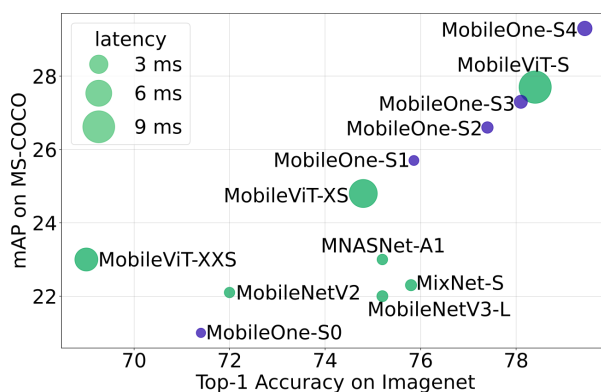 latency
3 ms
6 ms
9 ms
MobileOne-S4
MobileViT-S
MobileOne-S3
MobileOne-S2
MobileOne-S1
MobileViT-XS
MNASNet-A1
MobileViT-XXS
MixNet-S
MobileNetV2
MobileNetV3-L
MobileOne-S0
mAP on MS-COCO
28
26
24
22
70
72
74
76
78
Top-1 Accuracy on Imagenet